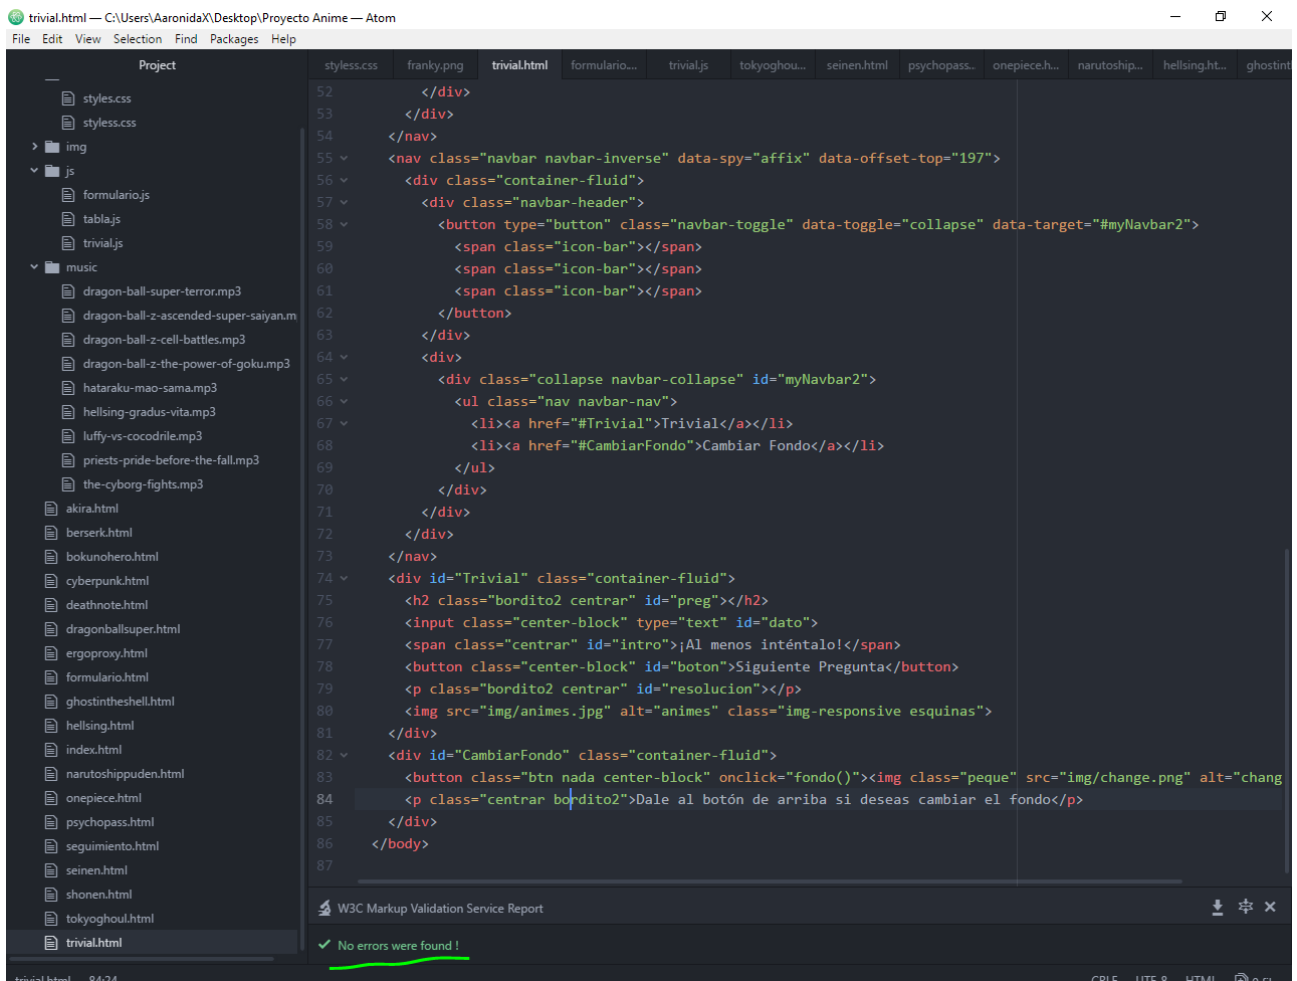 trivial.html — C:\Users\AaronidaX\Desktop\Proyecto Anime — Atom
File Edit View Selection Find Packages Help
Project
styles.css
styless.css
img
js
formulario.js
tabla.js
trivial.js
music
dragon-ball-super-terror.mp3
dragon-ball-z-ascended-super-saiyan.m
dragon-ball-z-cell-battles.mp3
dragon-ball-z-the-power-of-goku.mp3
hataraku-mao-sama.mp3
hellsing-gradus-vita.mp3
luffy-vs-cocodrile.mp3
priests-pride-before-the-fall.mp3
the-cyborg-fights.mp3
akira.html
berserk.html
bokunohero.html
cyberpunk.html
deathnote.html
dragonballsuper.html
ergoproxy.html
formulario.html
ghostintheshell.html
hellsing.html
index.html
narutoshippuden.html
onepiece.html
psychopass.html
seguimiento.html
seinen.html
shonen.html
tokyoghoul.html
trivial.html
styless.css franky.png trivial.html formulario.... trivial.js tokyoghou... seinen.html psychopass... onepiece.h... narutoship... hellsing.ht... ghostint
52 </div>
53 </div>
54 </nav>
55 <nav class="navbar navbar-inverse" data-spy="affix" data-offset-top="197">
56 <div class="container-fluid">
57 <div class="navbar-header">
58 <button type="button" class="navbar-toggle" data-toggle="collapse" data-target="#myNavbar2">
59 <span class="icon-bar"></span>
60 <span class="icon-bar"></span>
61 <span class="icon-bar"></span>
62 </button>
63 </div>
64 <div>
65 <div class="collapse navbar-collapse" id="myNavbar2">
66 <ul class="nav navbar-nav">
67 <li><a href="#Trivial">Trivial</a></li>
68 <li><a href="#CambiarFondo">Cambiar Fondo</a></li>
69 </ul>
70 </div>
71 </div>
72 </div>
73 </nav>
74 <div id="Trivial" class="container-fluid">
75 <h2 class="bordito2 centrar" id="preg"></h2>
76 <input class="center-block" type="text" id="dato">
77 <span class="centrar" id="intro">¡Al menos inténtalo!</span>
78 <button class="center-block" id="boton">Siguiente Pregunta</button>
79 <p class="bordito2 centrar" id="resolucion"></p>
80 <img src="img/animes.jpg" alt="animes" class="img-responsive esquinas">
81 </div>
82 <div id="CambiarFondo" class="container-fluid">
83 <button class="btn nada center-block" onclick="fondo()"><img class="peque" src="img/change.png" alt="chang
84 <p class="centrar bordito2">Dale al botón de arriba si deseas cambiar el fondo</p>
85 </div>
86 </body>
87
W3C Markup Validation Service Report
No errors were found !
trivial.html 84:24 CRLF UTF-8 HTML